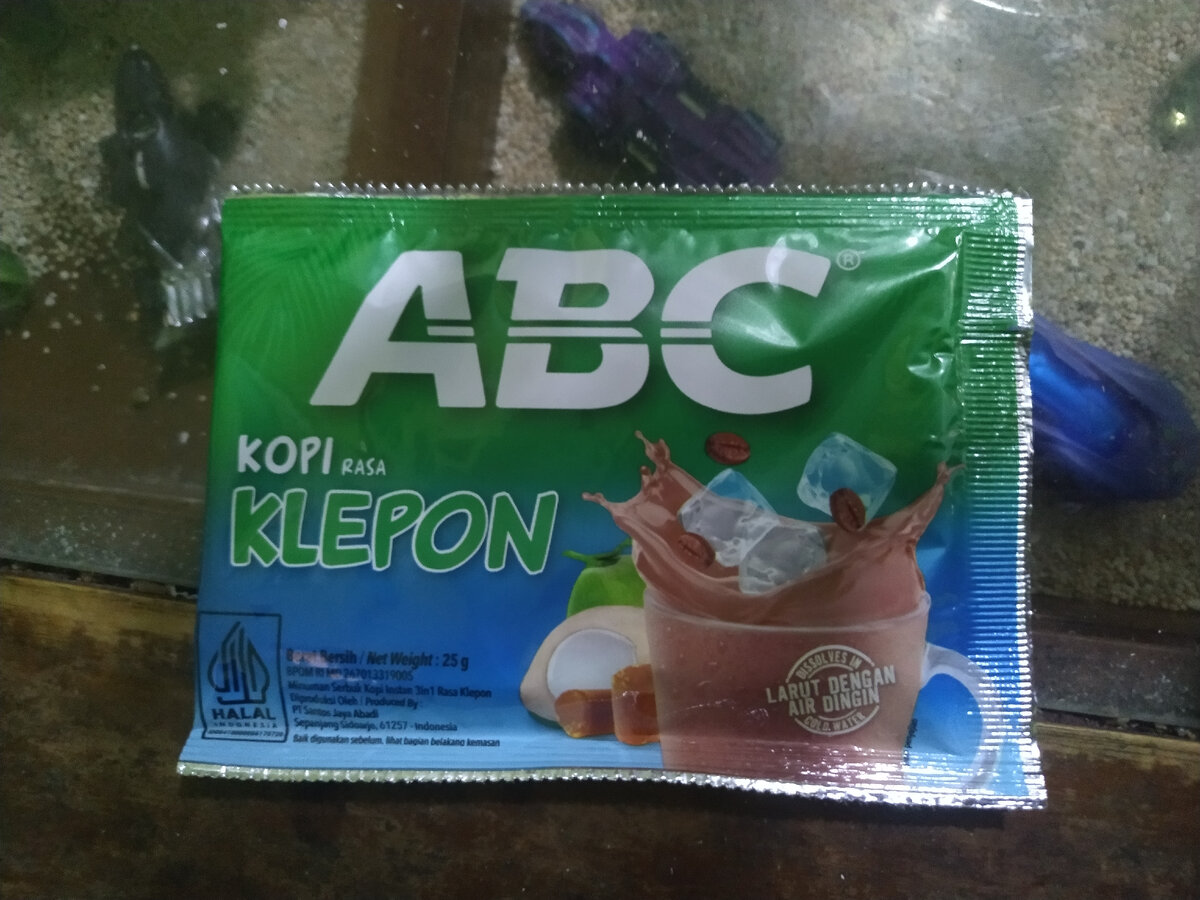 ABC®
KOPI RASA
KLEPON
Bersih / Net Weight : 25 g
BPOM RI MD 267013319005
Minuman Serbuk Kopi Instan 3in1 Rasa Klepon
Diproduksi Oleh / Produced By :
PT Santos Jaya Abadi
Sepanjang Sidoarjo, 61257 - Indonesia
Baik digunakan sebelum, lihat bagian belakang kemasan
HALAL
INDONESIA
DISSOLVES IN
LARUT DENGAN
AIR DINGIN
COLD WATER